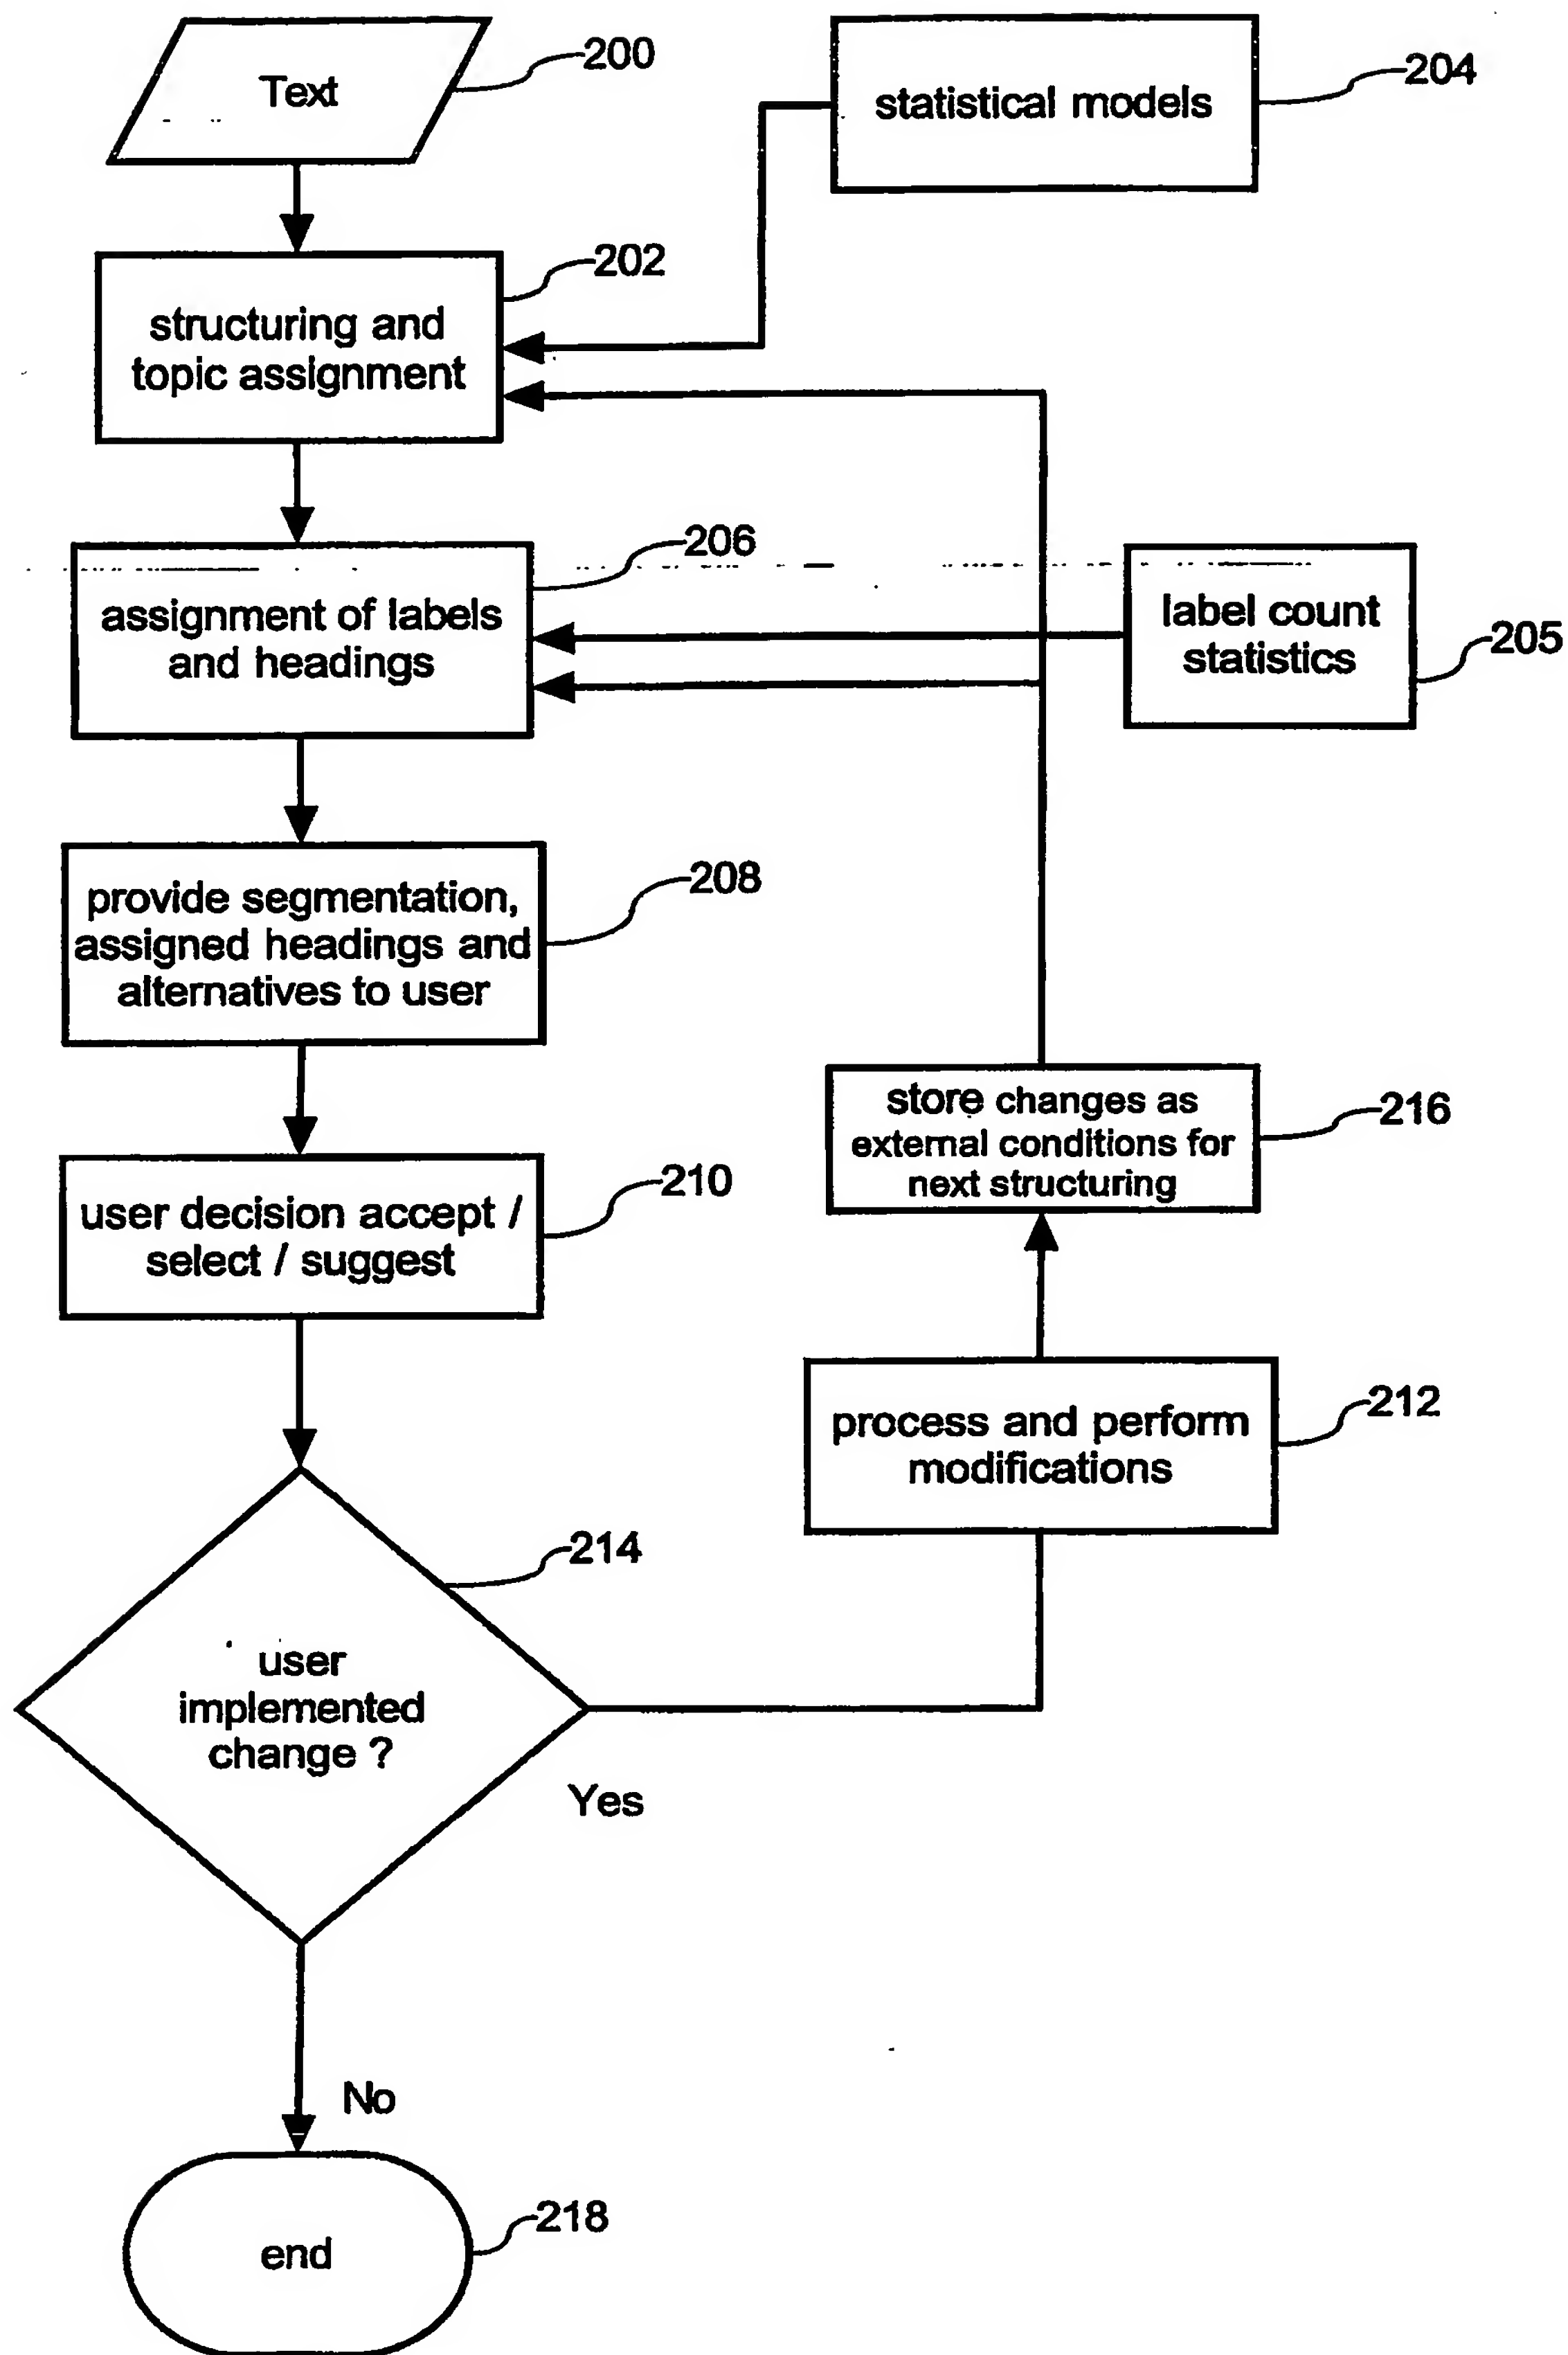 Text
200
statistical models
204
structuring and
topic assignment
202
assignment of labels
and headings
206
label count
statistics
205
provide segmentation,
assigned headings and
alternatives to user
208
user decision accept /
select / suggest
210
store changes as
external conditions for
next structuring
216
process and perform
modifications
212
user
implemented
change ?
214
Yes
No
end
218